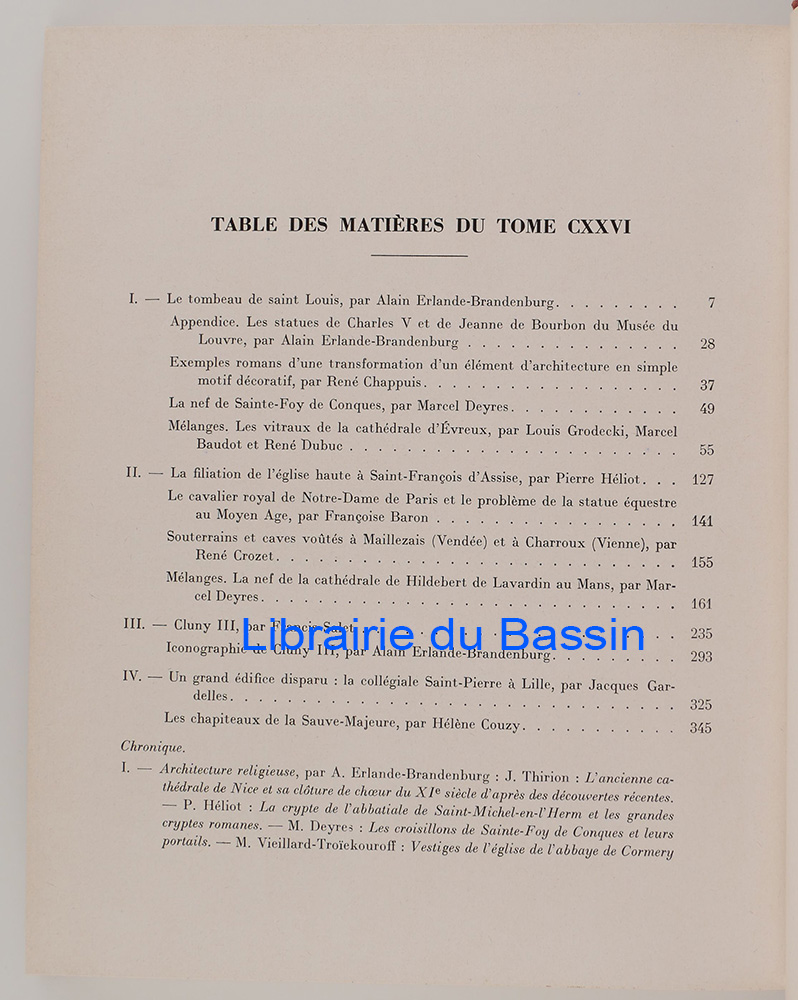 TABLE DES MATIÈRES DU TOME CXXVI
I. — Le tombeau de saint Louis, par Alain Erlande-Brandenburg. . . . . . . . . 7
Appendice. Les statues de Charles V et de Jeanne de Bourbon du Musée du
Louvre, par Alain Erlande-Brandenburg . . . . . . . . . . . . . 28
Exemples romans d'une transformation d'un élément d'architecture en simple
motif décoratif, par René Chappuis. . . . . . . . . . . . . . . 37
La nef de Sainte-Foy de Conques, par Marcel Deyres. . . . . . . . . . . 49
Mélanges. Les vitraux de la cathédrale d'Évreux, par Louis Grodecki, Marcel
Baudot et René Dubuc . . . . . . . . . . . . . . . . . . . 55
II. — La filiation de l'église haute à Saint-François d'Assise, par Pierre Héliot. . . 127
Le cavalier royal de Notre-Dame de Paris et le problème de la statue équestre
au Moyen Age, par Françoise Baron . . . . . . . . . . . . . . . 141
Souterrains et caves voûtés à Maillezais (Vendée) et à Charroux (Vienne), par
René Crozet. . . . . . . . . . . . . . . . . . . . . . . . 155
Mélanges. La nef de la cathédrale de Hildebert de Lavardin au Mans, par Mar-
cel Deyres. . . . . . . . . . . . . . . . . . . . . . . . . 161
III. — Cluny III, par Francis Salet . . . . . . . . . . . . . . . . . 235
Librairie du Bassin
Iconographie de Cluny III, par Alain Erlande-Brandenburg. . . . . . . . . 293
IV. — Un grand édifice disparu : la collégiale Saint-Pierre à Lille, par Jacques Gar-
delles. . . . . . . . . . . . . . . . . . . . . . . . . . . 325
Les chapiteaux de la Sauve-Majeure, par Hélène Couzy. . . . . . . . . . 345
Chronique.
I. — Architecture religieuse, par A. Erlande-Brandenburg : J. Thirion : L'ancienne ca-
thédrale de Nice et sa clôture de chœur du XIe siècle d'après des découvertes récentes.
— P. Héliot : La crypte de l'abbatiale de Saint-Michel-en-l'Herm et les grandes
cryptes romanes. — M. Deyres : Les croisillons de Sainte-Foy de Conques et leurs
portails. — M. Vieillard-Troïekouroff : Vestiges de l'église de l'abbaye de Cormery